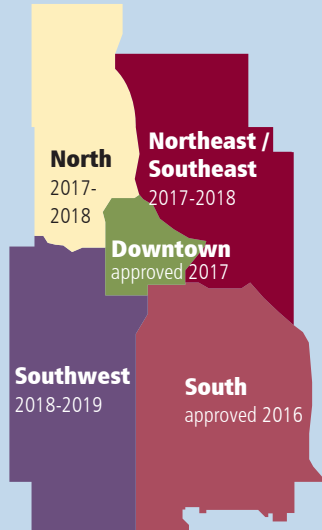 North
2017-
2018
Northeast /
Southeast
2017-2018
Downtown
approved 2017
Southwest
2018-2019
South
approved 2016